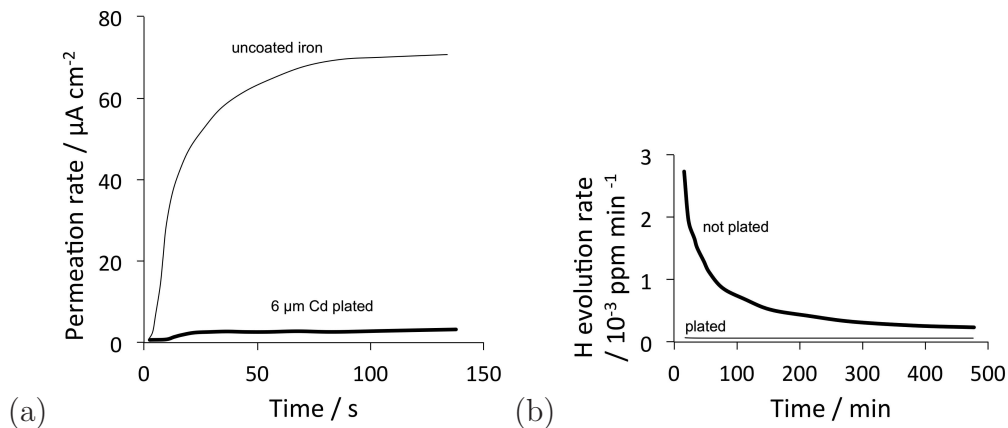 80
60
40
20
0
Permeation rate / µA cm⁻²
uncoated iron
6 µm Cd plated
0 50 100 150
Time / s
(a)
3
2
1
0
H evolution rate
/ 10⁻³ ppm min ⁻¹
not plated
plated
0 100 200 300 400 500
Time / min
(b)